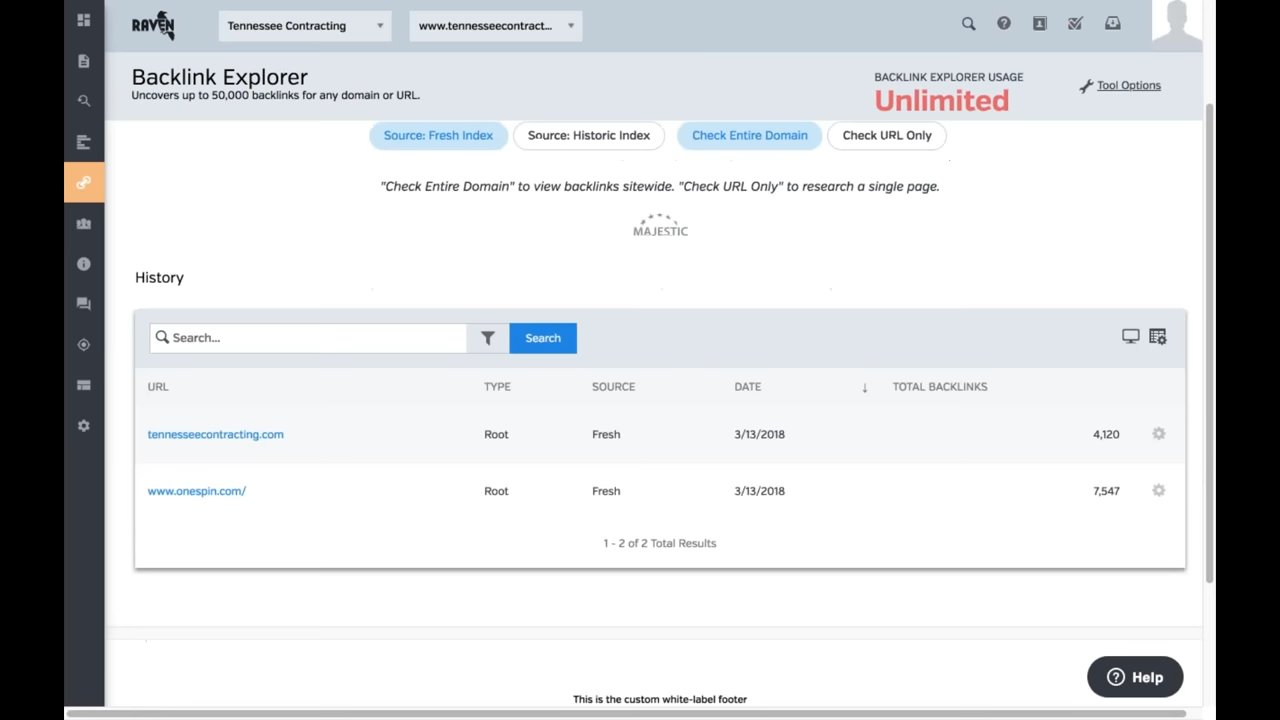 RAVEN
Tennessee Contracting
www.tennesseecontract...
Backlink Explorer
Uncovers up to 50,000 backlinks for any domain or URL.
BACKLINK EXPLORER USAGE
Unlimited
Tool Options
Source: Fresh Index
Source: Historic Index
Check Entire Domain
Check URL Only
"Check Entire Domain" to view backlinks sitewide. "Check URL Only" to research a single page.
MAJESTIC
History
Search...
Search
URL TYPE SOURCE DATE ↓ TOTAL BACKLINKS
tennesseecontracting.com Root Fresh 3/13/2018 4,120
www.onespin.com/ Root Fresh 3/13/2018 7,547
1 - 2 of 2 Total Results
Help
This is the custom white-label footer